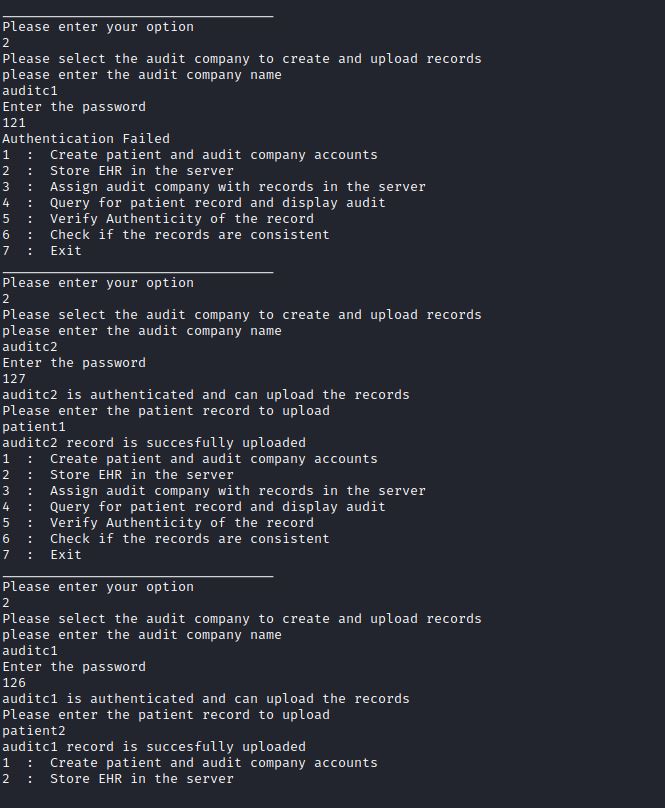 Please enter your option
2
Please select the audit company to create and upload records
please enter the audit company name
auditc1
Enter the password
121
Authentication Failed
1  :  Create patient and audit company accounts
2  :  Store EHR in the server
3  :  Assign audit company with records in the server
4  :  Query for patient record and display audit
5  :  Verify Authenticity of the record
6  :  Check if the records are consistent
7  :  Exit
Please enter your option
2
Please select the audit company to create and upload records
please enter the audit company name
auditc2
Enter the password
127
auditc2 is authenticated and can upload the records
Please enter the patient record to upload
patient1
auditc2 record is succesfully uploaded
1  :  Create patient and audit company accounts
2  :  Store EHR in the server
3  :  Assign audit company with records in the server
4  :  Query for patient record and display audit
5  :  Verify Authenticity of the record
6  :  Check if the records are consistent
7  :  Exit
Please enter your option
2
Please select the audit company to create and upload records
please enter the audit company name
auditc1
Enter the password
126
auditc1 is authenticated and can upload the records
Please enter the patient record to upload
patient2
auditc1 record is succesfully uploaded
1  :  Create patient and audit company accounts
2  :  Store EHR in the server